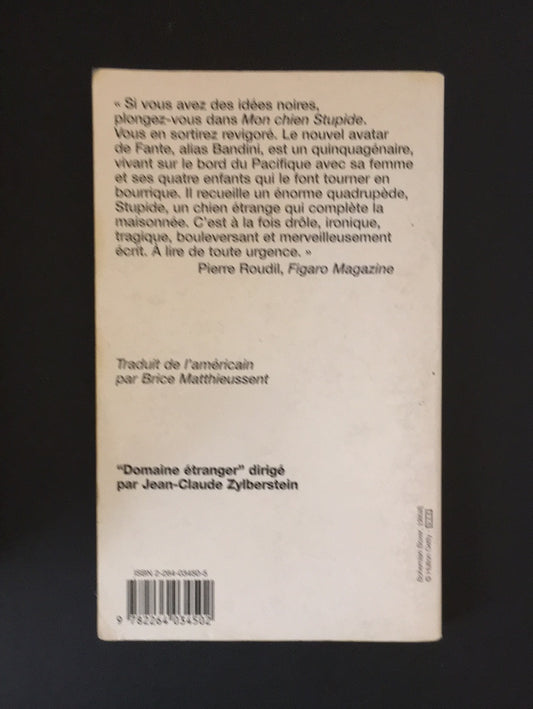 « Si vous avez des idées noires,
plongez-vous dans Mon chien Stupide.
Vous en sortirez revigoré. Le nouvel avatar
de Fante, alias Bandini, est un quinquagénaire,
vivant sur le bord du Pacifique avec sa femme
et ses quatre enfants qui le font tourner en
bourrique. Il recueille un énorme quadrupède,
Stupide, un chien étrange qui complète la
maisonnée. C'est à la fois drôle, ironique,
tragique, bouleversant et merveilleusement
écrit. À lire de toute urgence. »
Pierre Roudil, Figaro Magazine
Traduit de l'américain
par Brice Matthieussent
"Domaine étranger" dirigé
par Jean-Claude Zylberstein
ISBN 2-264-03450-5
9 782264 034502
© Hulton Getty